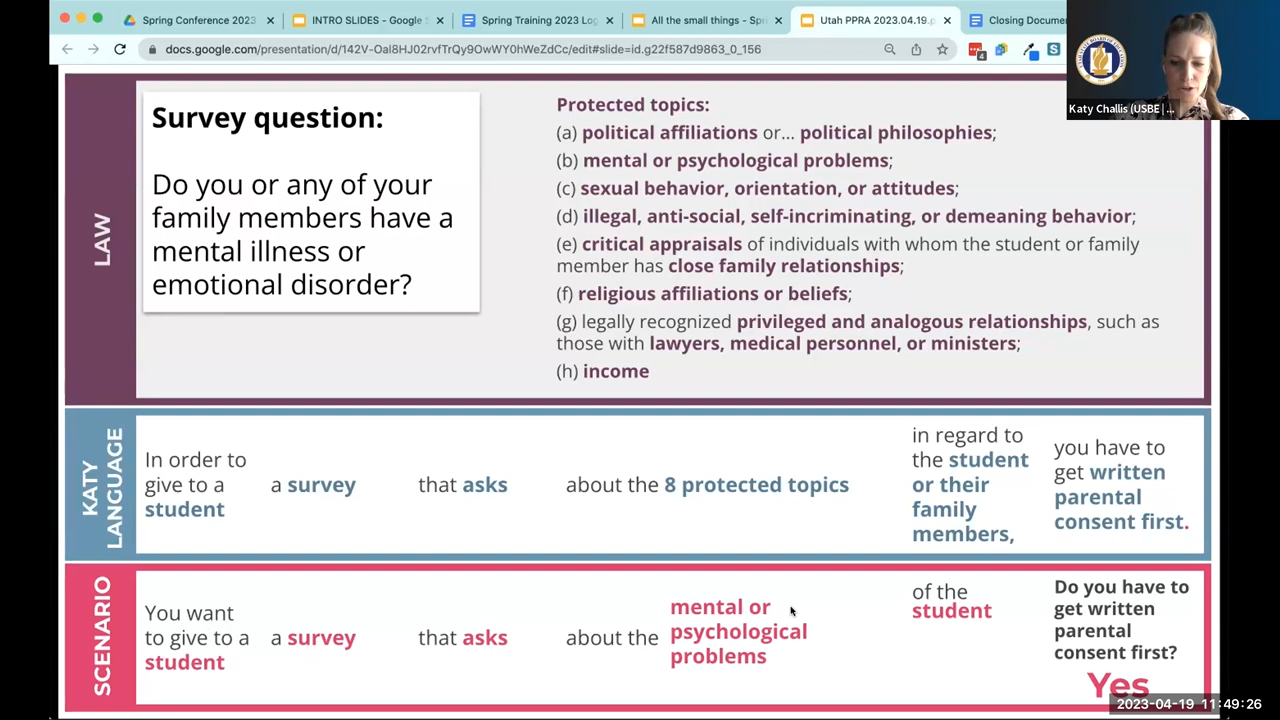 Spring Conference 2023
INTRO SLIDES - Google S
Spring Training 2023 Log
All the small things - Spr
Utah PPRA 2023.04.19.p
Closing Docume
docs.google.com/presentation/d/142V-OaI9hDh02rvfTrQy9OwWY0hWeZdCc/edit#slide=id.g22f587d9863_0_156
4
S
Katy Challis (USBE | ...
LAW
Survey question:
Do you or any of your
family members have a
mental illness or
emotional disorder?
Protected topics:
(a) political affiliations or... political philosophies;
(b) mental or psychological problems;
(c) sexual behavior, orientation, or attitudes;
(d) illegal, anti-social, self-incriminating, or demeaning behavior;
(e) critical appraisals of individuals with whom the student or family
member has close family relationships;
(f) religious affiliations or beliefs;
(g) legally recognized privileged and analogous relationships, such as
those with lawyers, medical personnel, or ministers;
(h) income
KATY
LANGUAGE
In order to
give to a
student
a survey
that asks
about the 8 protected topics
in regard to
the student
or their
family
members,
you have to
get written
parental
consent first.
SCENARIO
You want
to give to a
student
a survey
that asks
about the
mental or
psychological
problems
of the
student
Do you have to
get written
parental
consent first?
Yes
2023-04-19 11:49:26